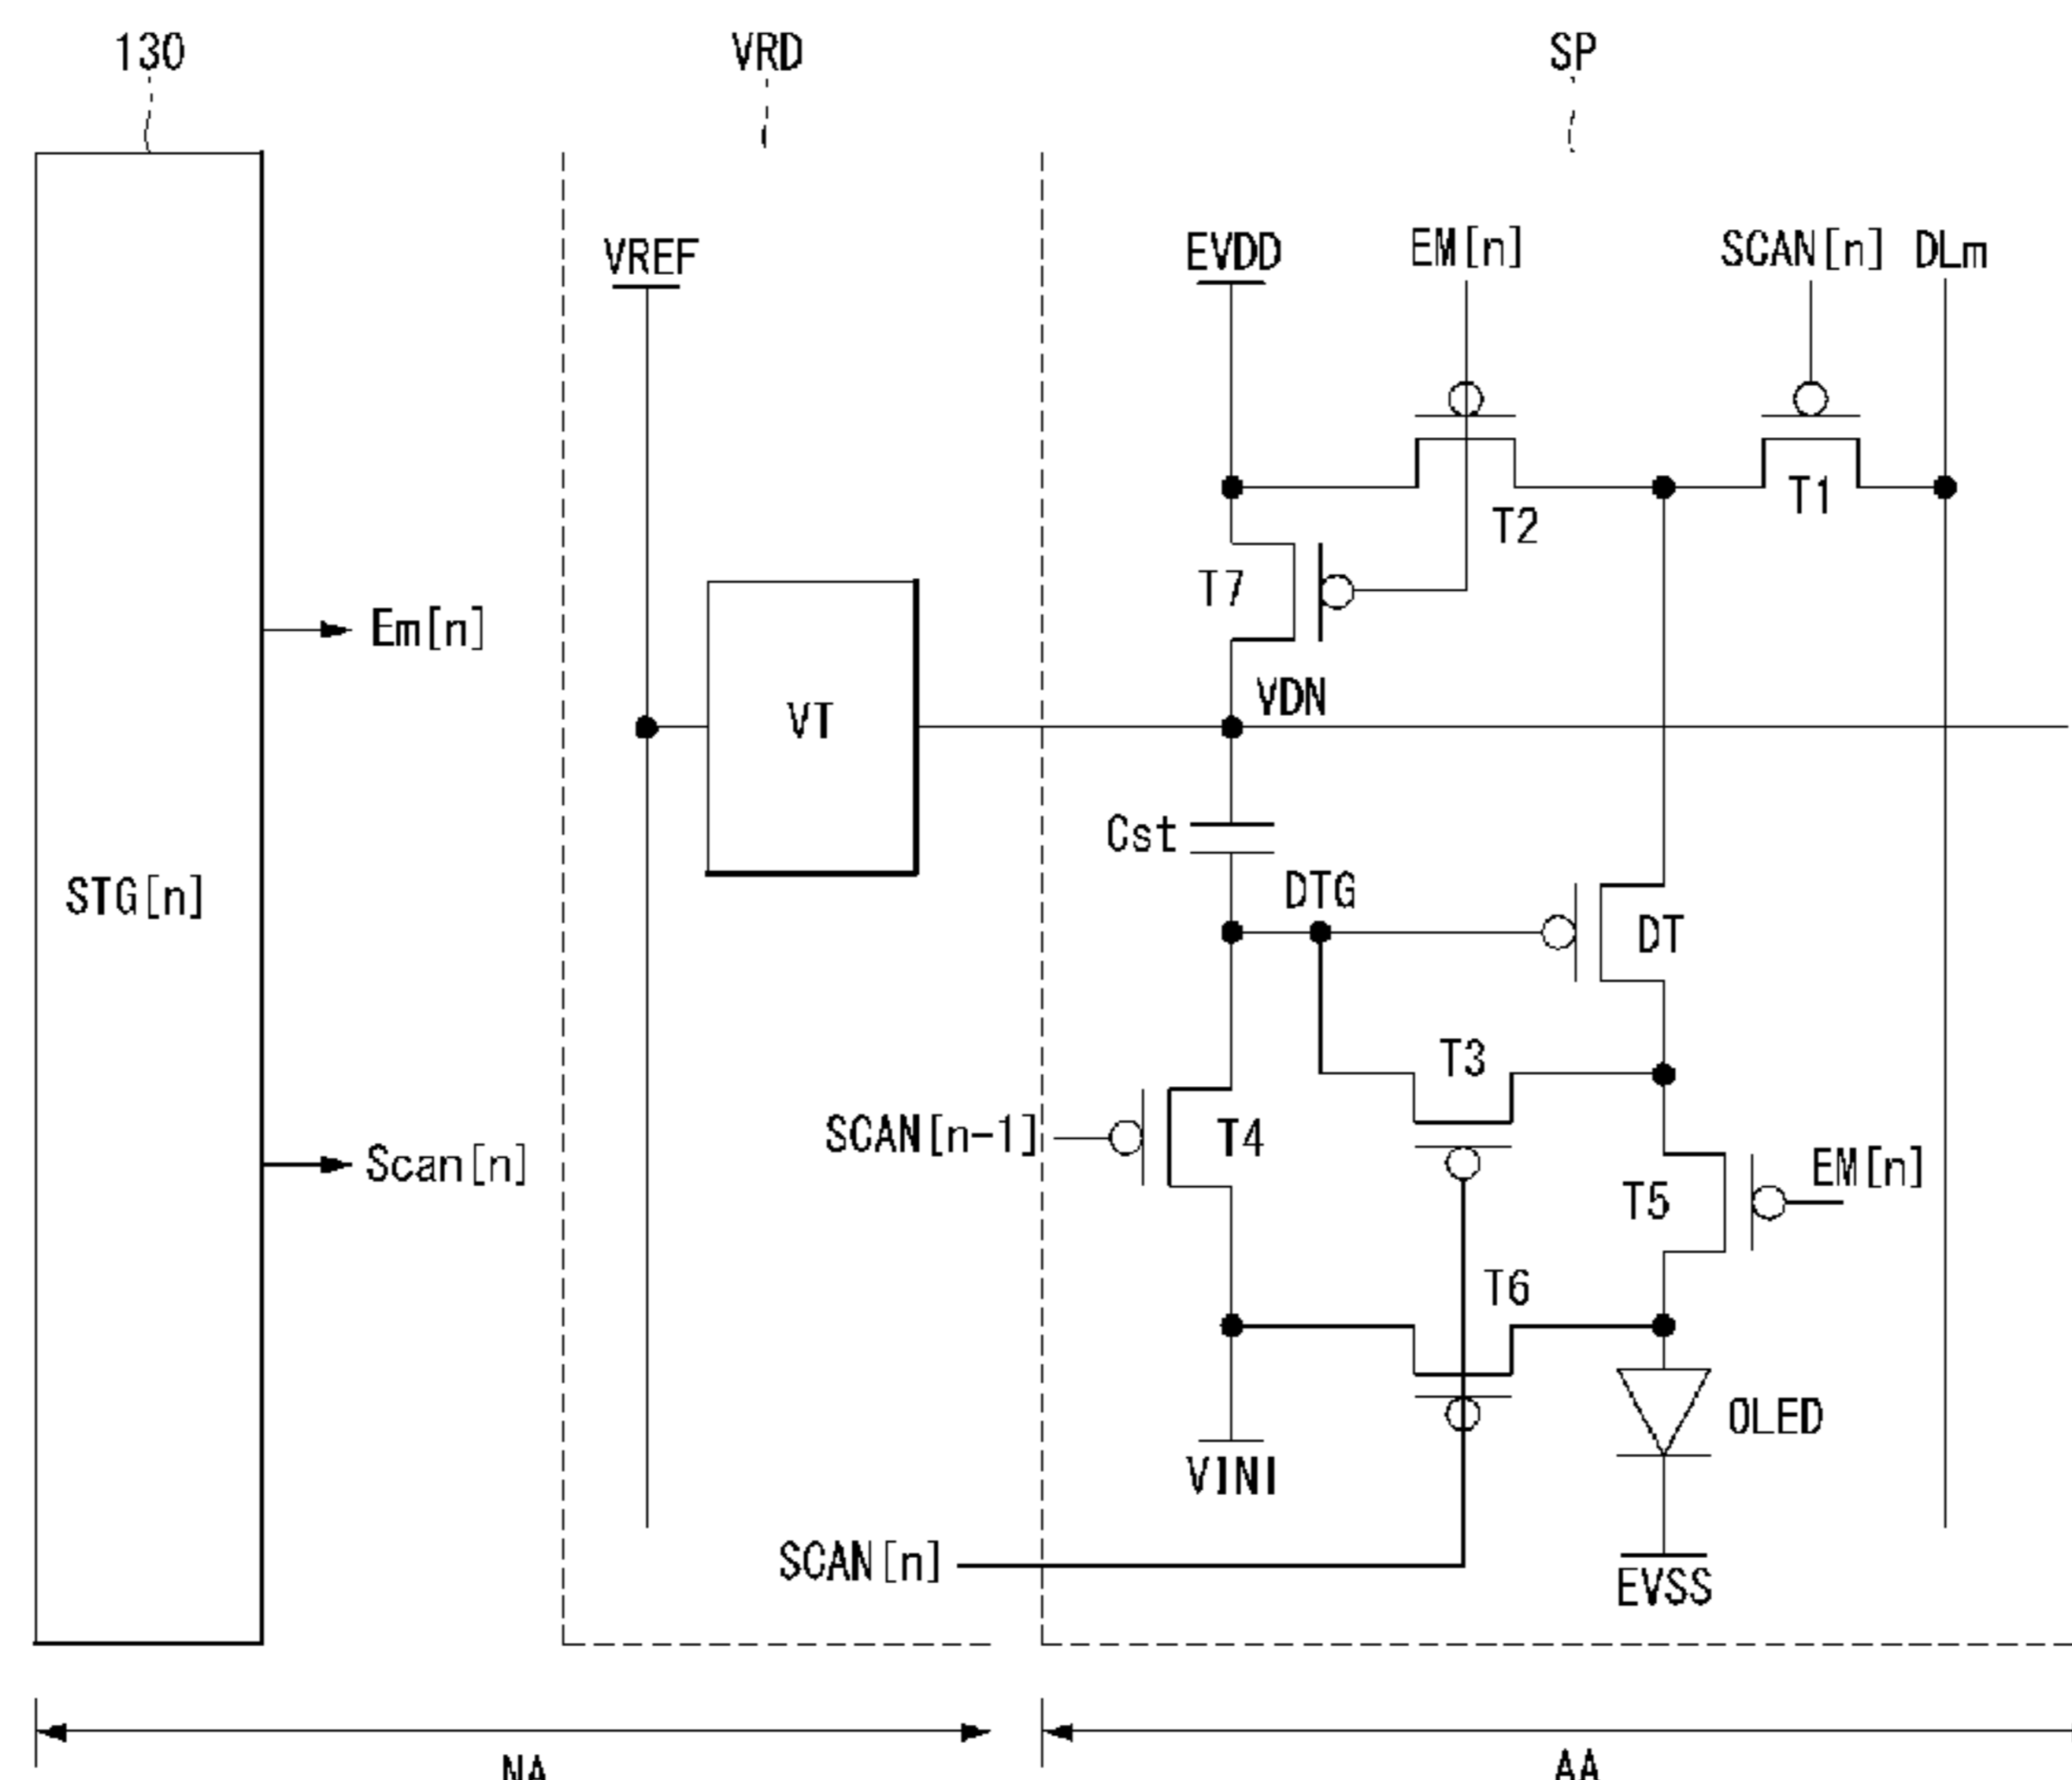 130
VRD
SP
VREF
EVDD
EM[n]
SCAN[n]
DLm
T1
T2
T7
Em[n]
VDN
VT
Cst
DTG
STG[n]
DT
T3
SCAN[n-1]
T4
Scan[n]
EM[n]
T5
T6
OLED
VINI
SCAN[n]
EVSS
NA
AA